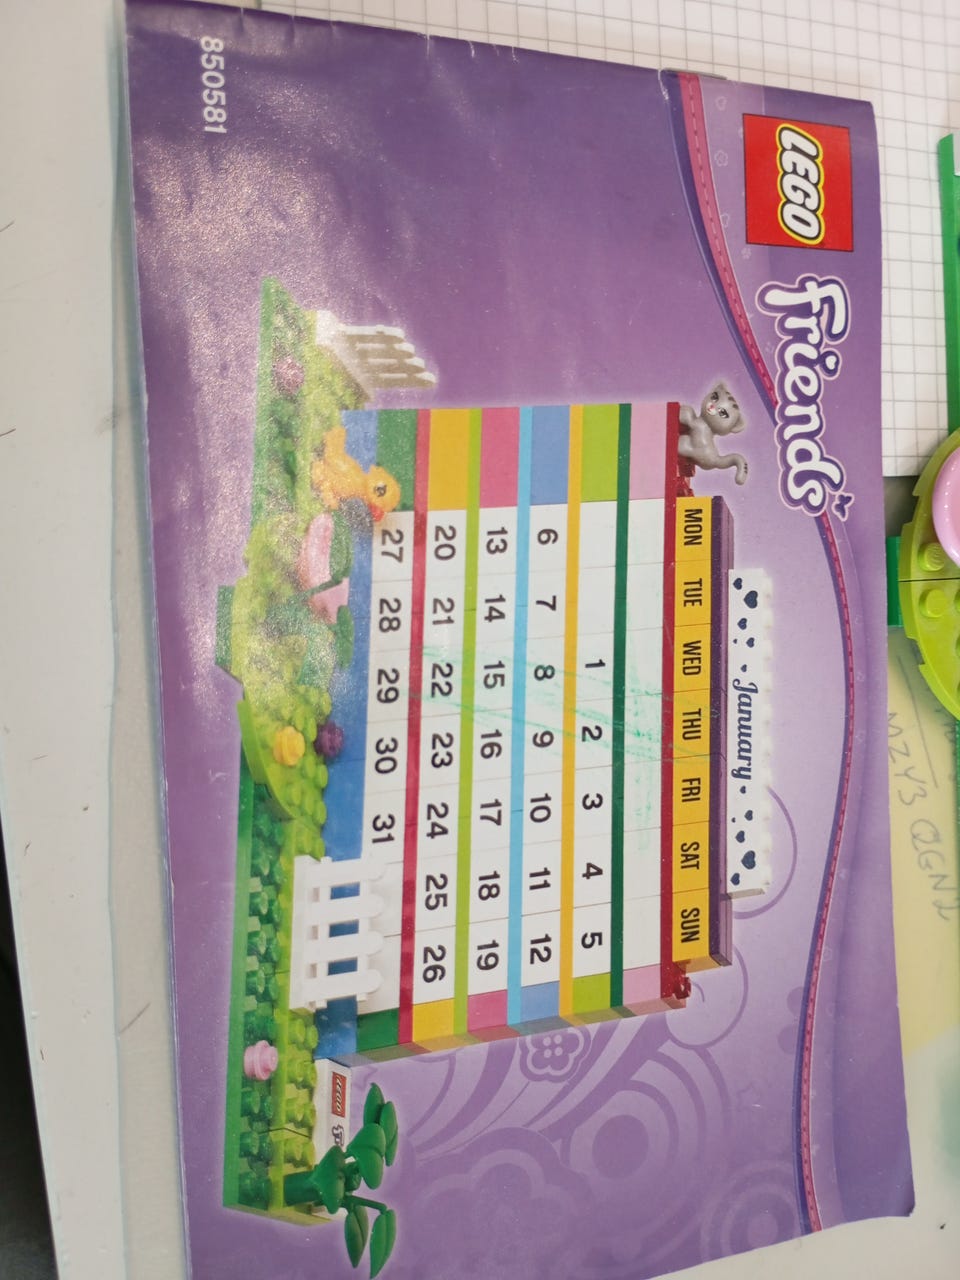 LEGO
Friends
January
MON TUE WED THU FRI SAT SUN
1 2 3 4 5
6 7 8 9 10 11 12
13 14 15 16 17 18 19
20 21 22 23 24 25 26
27 28 29 30 31
LEGO
850581